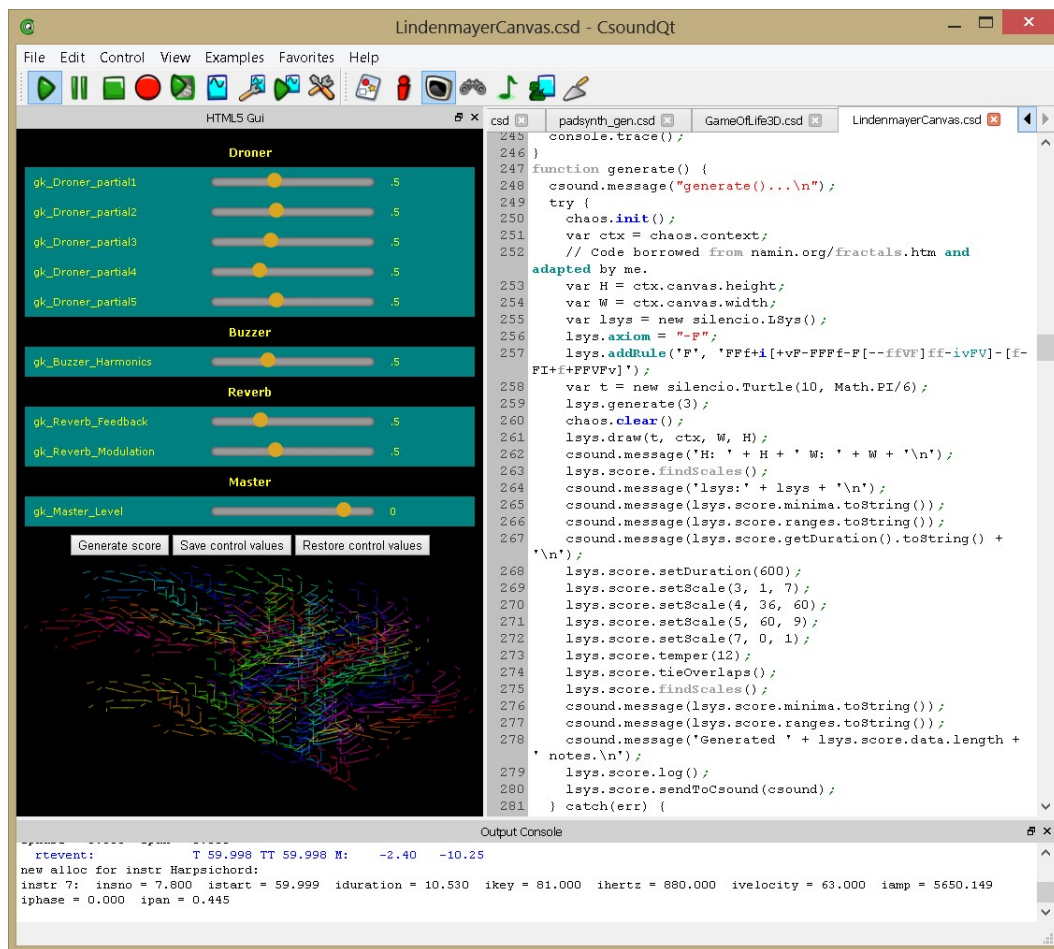 LindenmayerCanvas.csd - CsoundQt
File Edit Control View Examples Favorites Help
HTML5 Gui
Droner
gk_Droner_partial1 .5
gk_Droner_partial2 .5
gk_Droner_partial3 .5
gk_Droner_partial4 .5
gk_Droner_partial5 .5
Buzzer
gk_Buzzer_Harmonics .5
Reverb
gk_Reverb_Feedback .5
gk_Reverb_Modulation .5
Master
gk_Master_Level 0
Generate score Save control values Restore control values
csd padsynth_gen.csd GameOfLife3D.csd LindenmayerCanvas.csd
245 console.trace();
246 }
247 function generate() {
248 csound.message("generate()...\n");
249 try {
250 chaos.init();
251 var ctx = chaos.context;
252 // Code borrowed from namin.org/fractals.htm and
adapted by me.
253 var H = ctx.canvas.height;
254 var W = ctx.canvas.width;
255 var lsys = new silencio.LSys();
256 lsys.axiom = "-F";
257 lsys.addRule('F', 'FFf+i[+vF-FFFf-F[--ffVF]ff-ivFV]-[f-
FI+f+FFVFv]');
258 var t = new silencio.Turtle(10, Math.PI/6);
259 lsys.generate(3);
260 chaos.clear();
261 lsys.draw(t, ctx, W, H);
262 csound.message('H: ' + H + ' W: ' + W + '\n');
263 lsys.score.findScales();
264 csound.message('lsys:' + lsys + '\n');
265 csound.message(lsys.score.minima.toString());
266 csound.message(lsys.score.ranges.toString());
267 csound.message(lsys.score.getDuration().toString() +
'\n');
268 lsys.score.setDuration(600);
269 lsys.score.setScale(3, 1, 7);
270 lsys.score.setScale(4, 36, 60);
271 lsys.score.setScale(5, 60, 9);
272 lsys.score.setScale(7, 0, 1);
273 lsys.score.temper(12);
274 lsys.score.tieOverlaps();
275 lsys.score.findScales();
276 csound.message(lsys.score.minima.toString());
277 csound.message(lsys.score.ranges.toString());
278 csound.message('Generated ' + lsys.score.data.length +
' notes.\n');
279 lsys.score.log();
280 lsys.score.sendToCsound(csound);
281 } catch(err) {
Output Console
rtevent: T 59.998 TT 59.998 M: -2.40 -10.25
new alloc for instr Harpsichord:
instr 7: insno = 7.800 istart = 59.999 iduration = 10.530 ikey = 81.000 ihertz = 880.000 ivelocity = 63.000 iamp = 5650.149
iphase = 0.000 ipan = 0.445